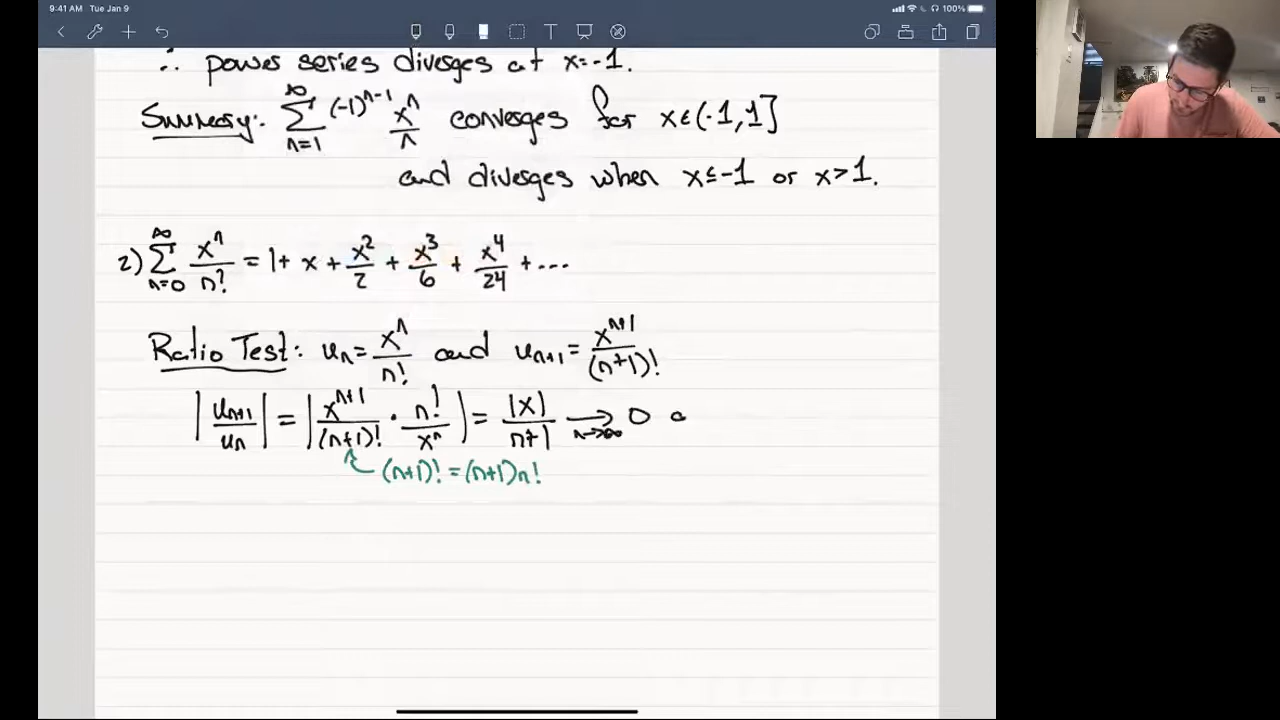 9:41 AM Tue Jan 9
100%
∴ power series diverges at x=-1.
Summary: ∑_{n=1}^{∞} (-1)^{n-1} x^n/n converges for x∈(-1,1]
and diverges when x≤-1 or x>1.
2) ∑_{n=0}^{∞} x^n/n! = 1 + x + x^2/2 + x^3/6 + x^4/24 + ...
Ratio Test: u_n = x^n/n! and u_{n+1} = x^{n+1}/(n+1)!
|u_{n+1}/u_n| = |x^{n+1}/(n+1)! · n!/x^n| = |x|/(n+1) → n→∞ 0
(n+1)! = (n+1)n!